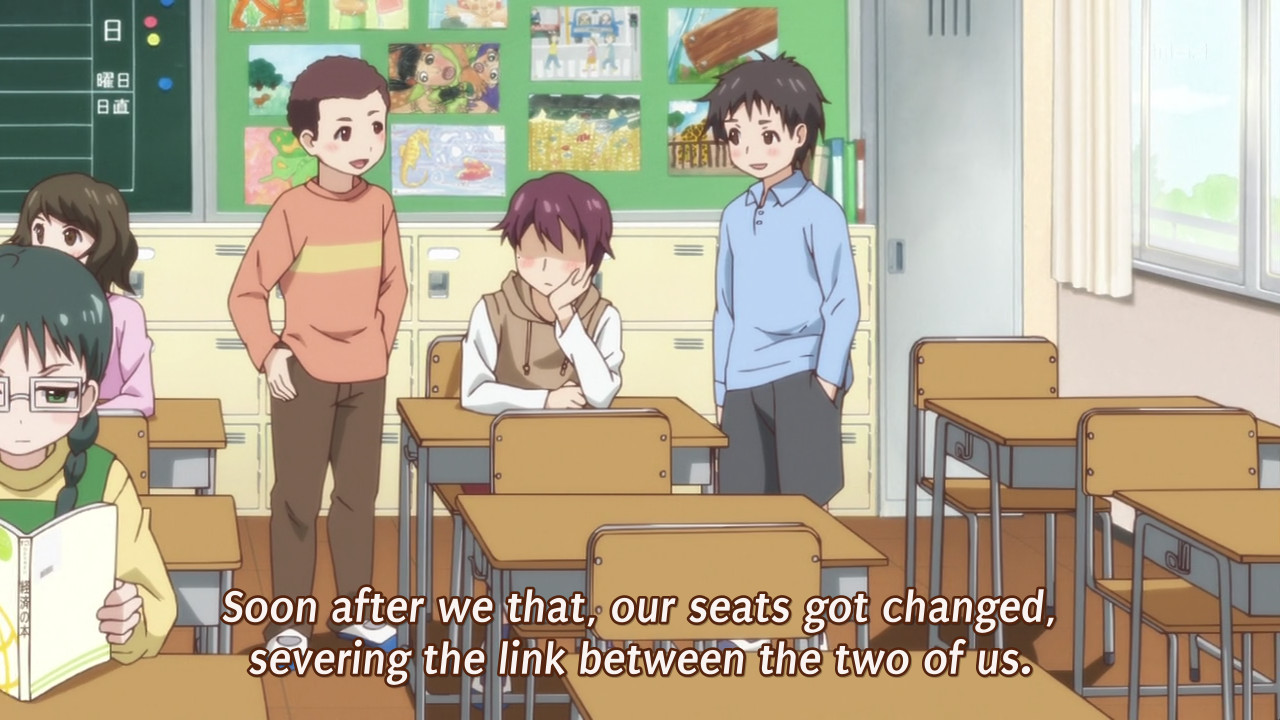 日
曜日
日直
経済の本
Soon after we that, our seats got changed,
severing the link between the two of us.